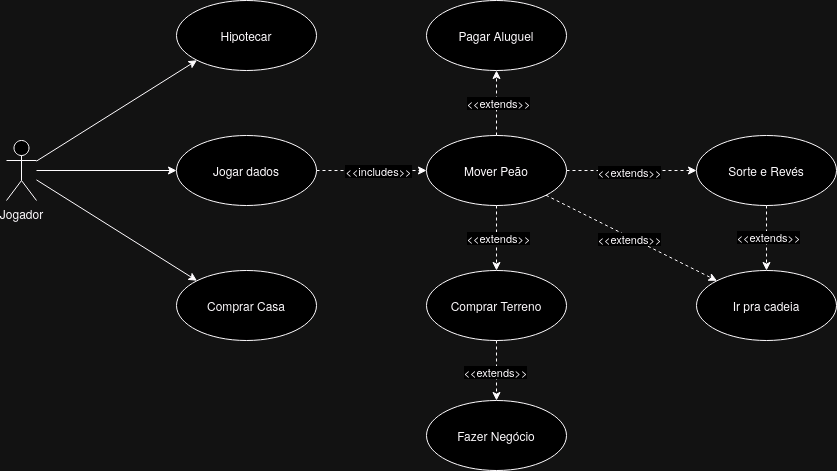 Hipotecar
Pagar Aluguel
<<extends>>
Jogador
Jogar dados
<<includes>>
Mover Peão
<<extends>>
Sorte e Revés
<<extends>>
<<extends>>
<<extends>>
Comprar Casa
Comprar Terreno
Ir pra cadeia
<<extends>>
Fazer Negócio